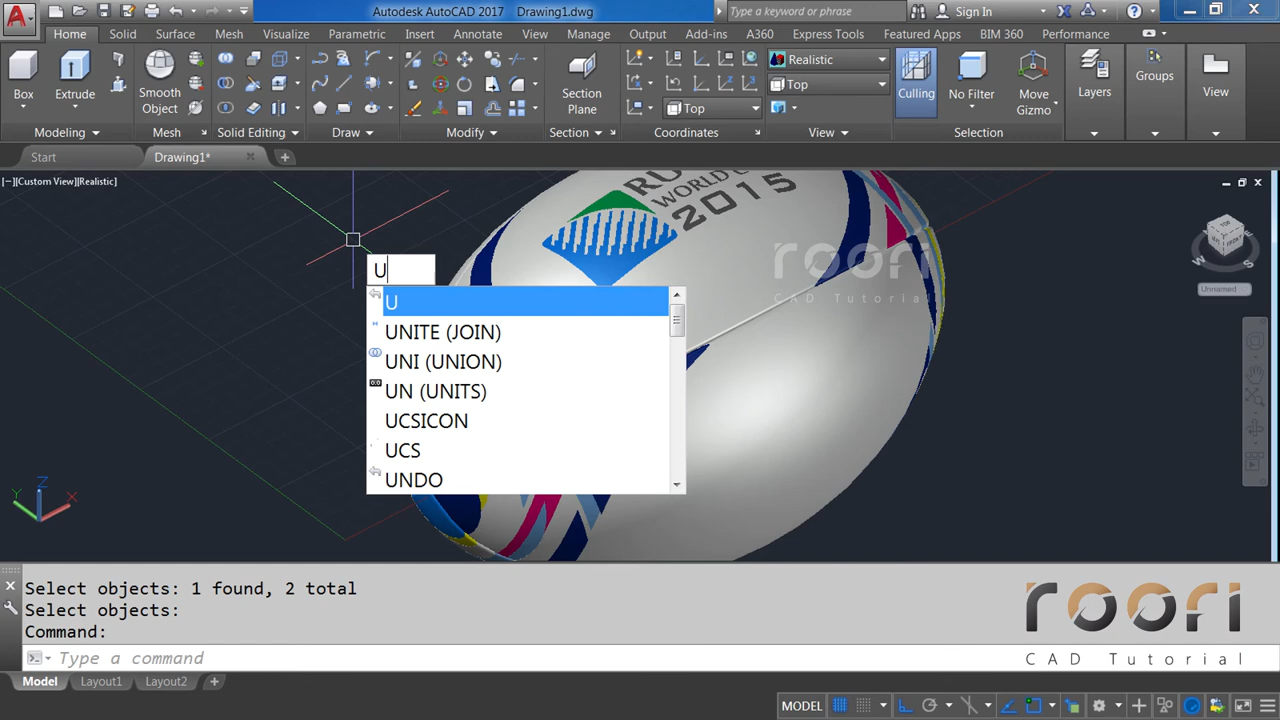 Autodesk AutoCAD 2017 Drawing1.dwg
Type a keyword or phrase
Sign In
Home Solid Surface Mesh Visualize Parametric Insert Annotate View Manage Output Add-ins A360 Express Tools Featured Apps BIM 360 Performance
Box
Extrude
Smooth
Object
Section
Plane
Realistic
Top
Top
Culling
No Filter
Move
Gizmo
Layers
Groups
View
Modeling Mesh Solid Editing Draw Modify Section Coordinates View Selection
Start Drawing1*
[−][Custom View][Realistic]
RU
WORLD
2015
TOP
W S
Unnamed...
roori
CAD Tutorial
U
U
UNITE (JOIN)
UNI (UNION)
UN (UNITS)
UCSICON
UCS
UNDO
Y Z X
Select objects: 1 found, 2 total
Select objects:
Command:
Type a command
roori
CAD Tutorial
Model Layout1 Layout2
MODEL